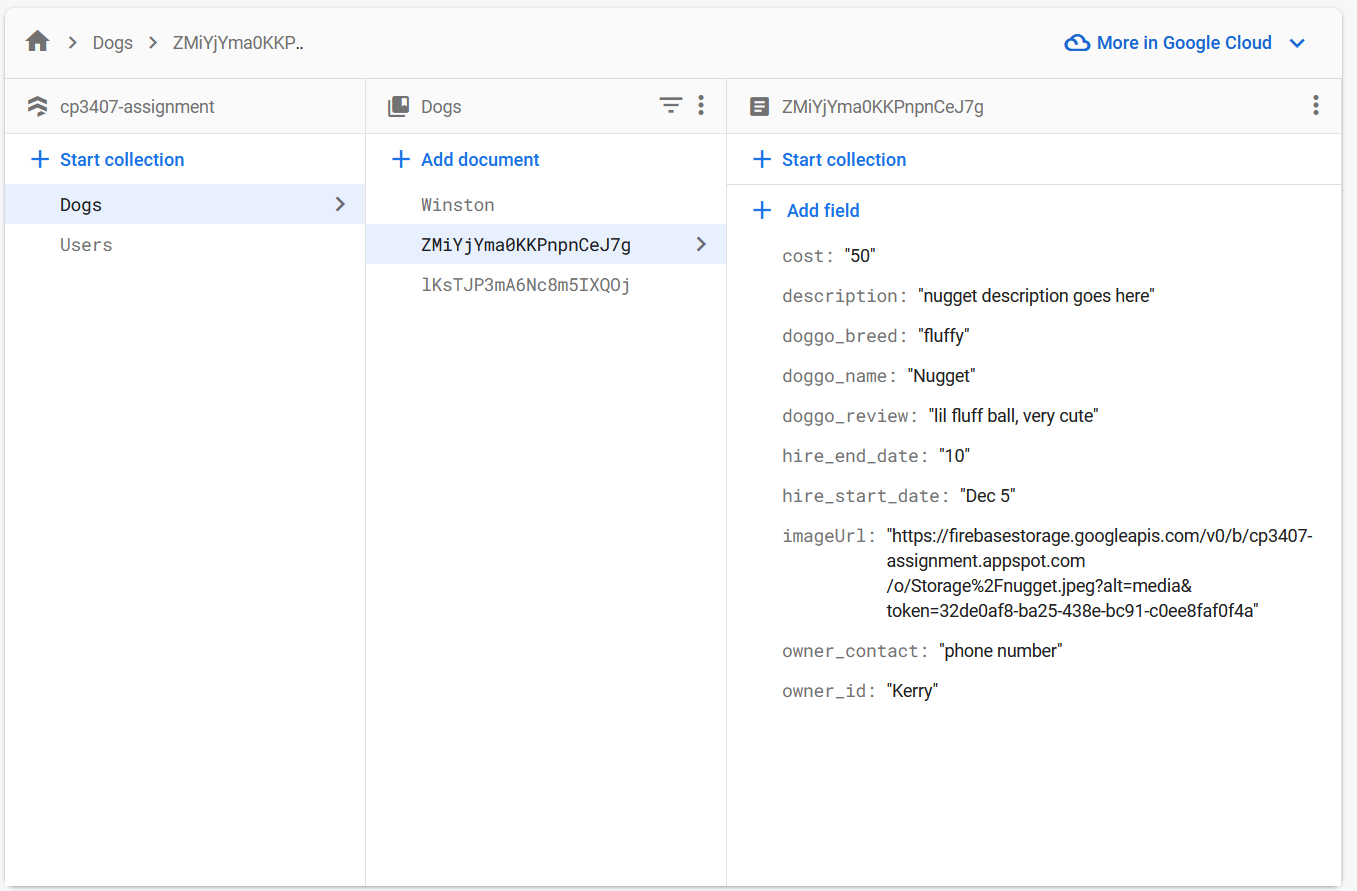 Dogs ZMiYjYma0KKP..
More in Google Cloud
cp3407-assignment
Start collection
Dogs
Users
Dogs
Add document
Winston
ZMiYjYma0KKPnpnCeJ7g
lKsTJP3mA6Nc8m5IXQOj
ZMiYjYma0KKPnpnCeJ7g
Start collection
Add field
cost: "50"
description: "nugget description goes here"
doggo_breed: "fluffy"
doggo_name: "Nugget"
doggo_review: "lil fluff ball, very cute"
hire_end_date: "10"
hire_start_date: "Dec 5"
imageUrl: "https://firebasestorage.googleapis.com/v0/b/cp3407-
assignment.appspot.com
/o/Storage%2Fnugget.jpeg?alt=media&
token=32de0af8-ba25-438e-bc91-c0ee8faf0f4a"
owner_contact: "phone number"
owner_id: "Kerry"